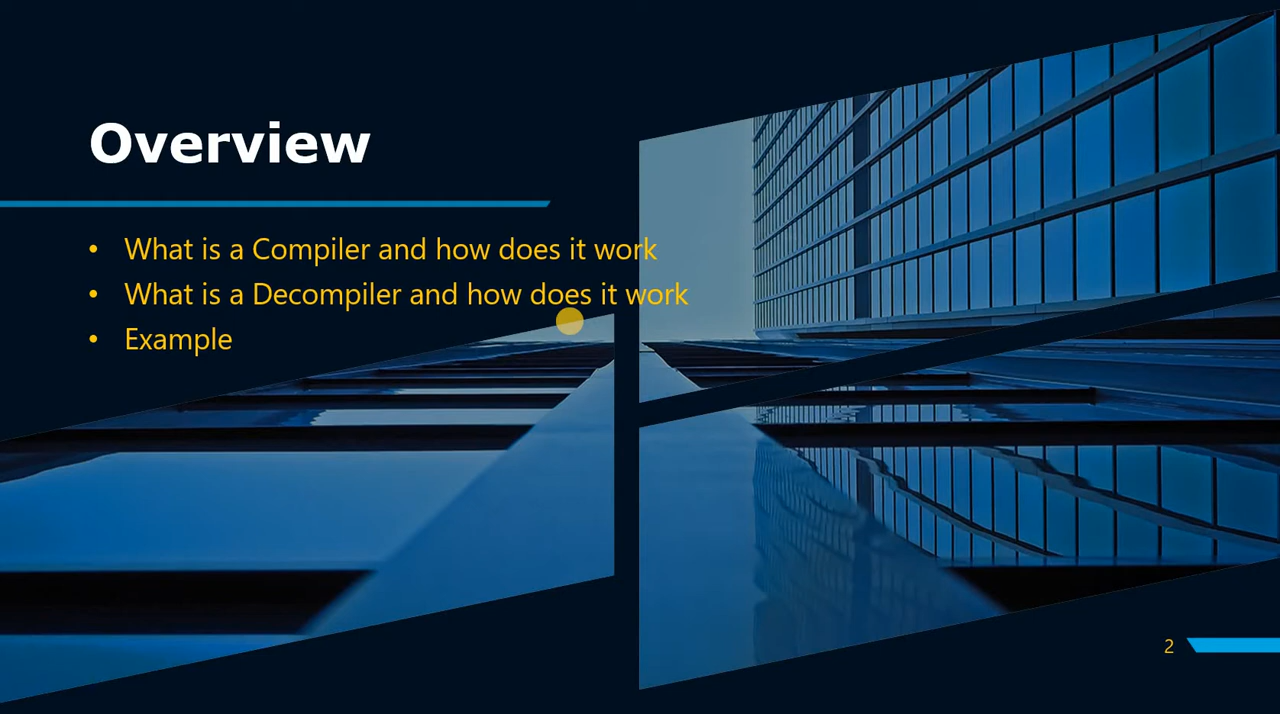 Overview
• What is a Compiler and how does it work
• What is a Decompiler and how does it work
• Example
2